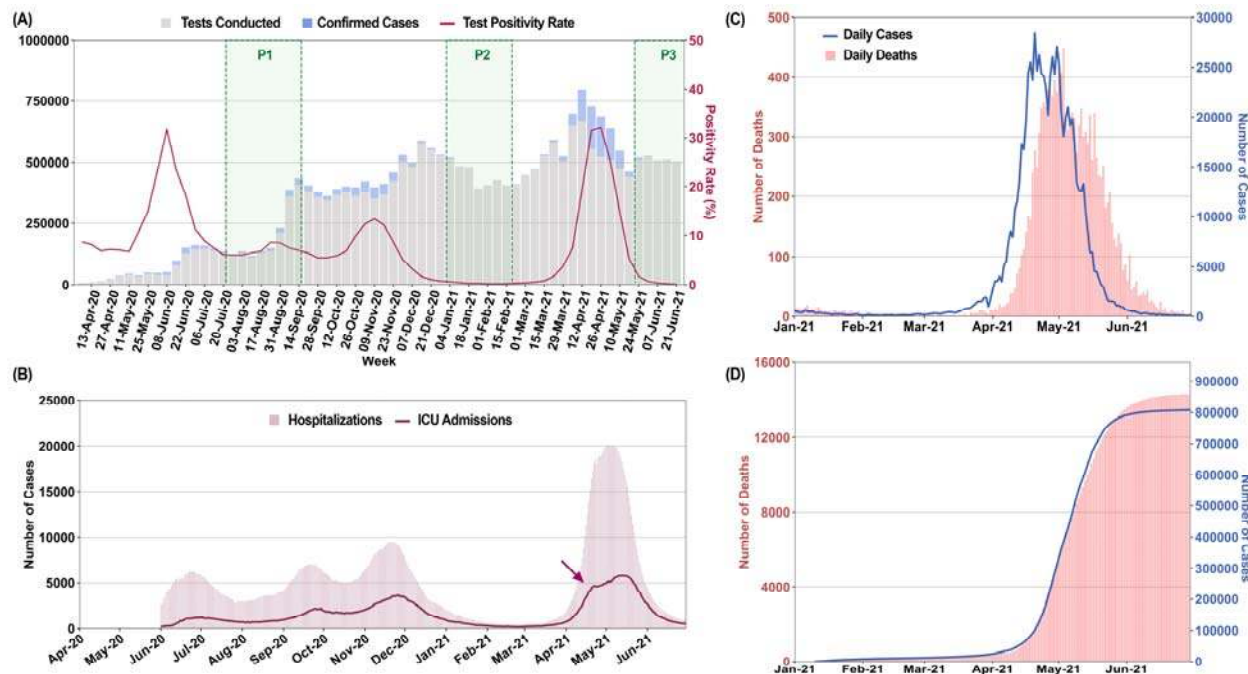 (A)
Tests Conducted
Confirmed Cases
Test Positivity Rate
1000000
750000
500000
250000
0
P1
P2
P3
50
40
30
20
10
0
Positivity Rate (%)
13-Apr-20
27-Apr-20
11-May-20
25-May-20
08-Jun-20
22-Jun-20
06-Jul-20
20-Jul-20
03-Aug-20
17-Aug-20
31-Aug-20
14-Sep-20
28-Sep-20
12-Oct-20
26-Oct-20
09-Nov-20
23-Nov-20
07-Dec-20
21-Dec-20
04-Jan-21
18-Jan-21
01-Feb-21
15-Feb-21
01-Mar-21
15-Mar-21
29-Mar-21
12-Apr-21
26-Apr-21
10-May-21
24-May-21
07-Jun-21
21-Jun-21
Week
(B)
Hospitalizations
ICU Admissions
Number of Cases
25000
20000
15000
10000
5000
0
Apr-20
May-20
Jun-20
Jul-20
Aug-20
Sep-20
Oct-20
Nov-20
Dec-20
Jan-21
Feb-21
Mar-21
Apr-21
May-21
Jun-21
(C)
Daily Cases
Daily Deaths
Number of Deaths
500
400
300
200
100
0
30000
25000
20000
15000
10000
5000
0
Number of Cases
Jan-21
Feb-21
Mar-21
Apr-21
May-21
Jun-21
(D)
Number of Deaths
16000
12000
8000
4000
0
900000
800000
700000
600000
500000
400000
300000
200000
100000
0
Number of Cases
Jan-21
Feb-21
Mar-21
Apr-21
May-21
Jun-21